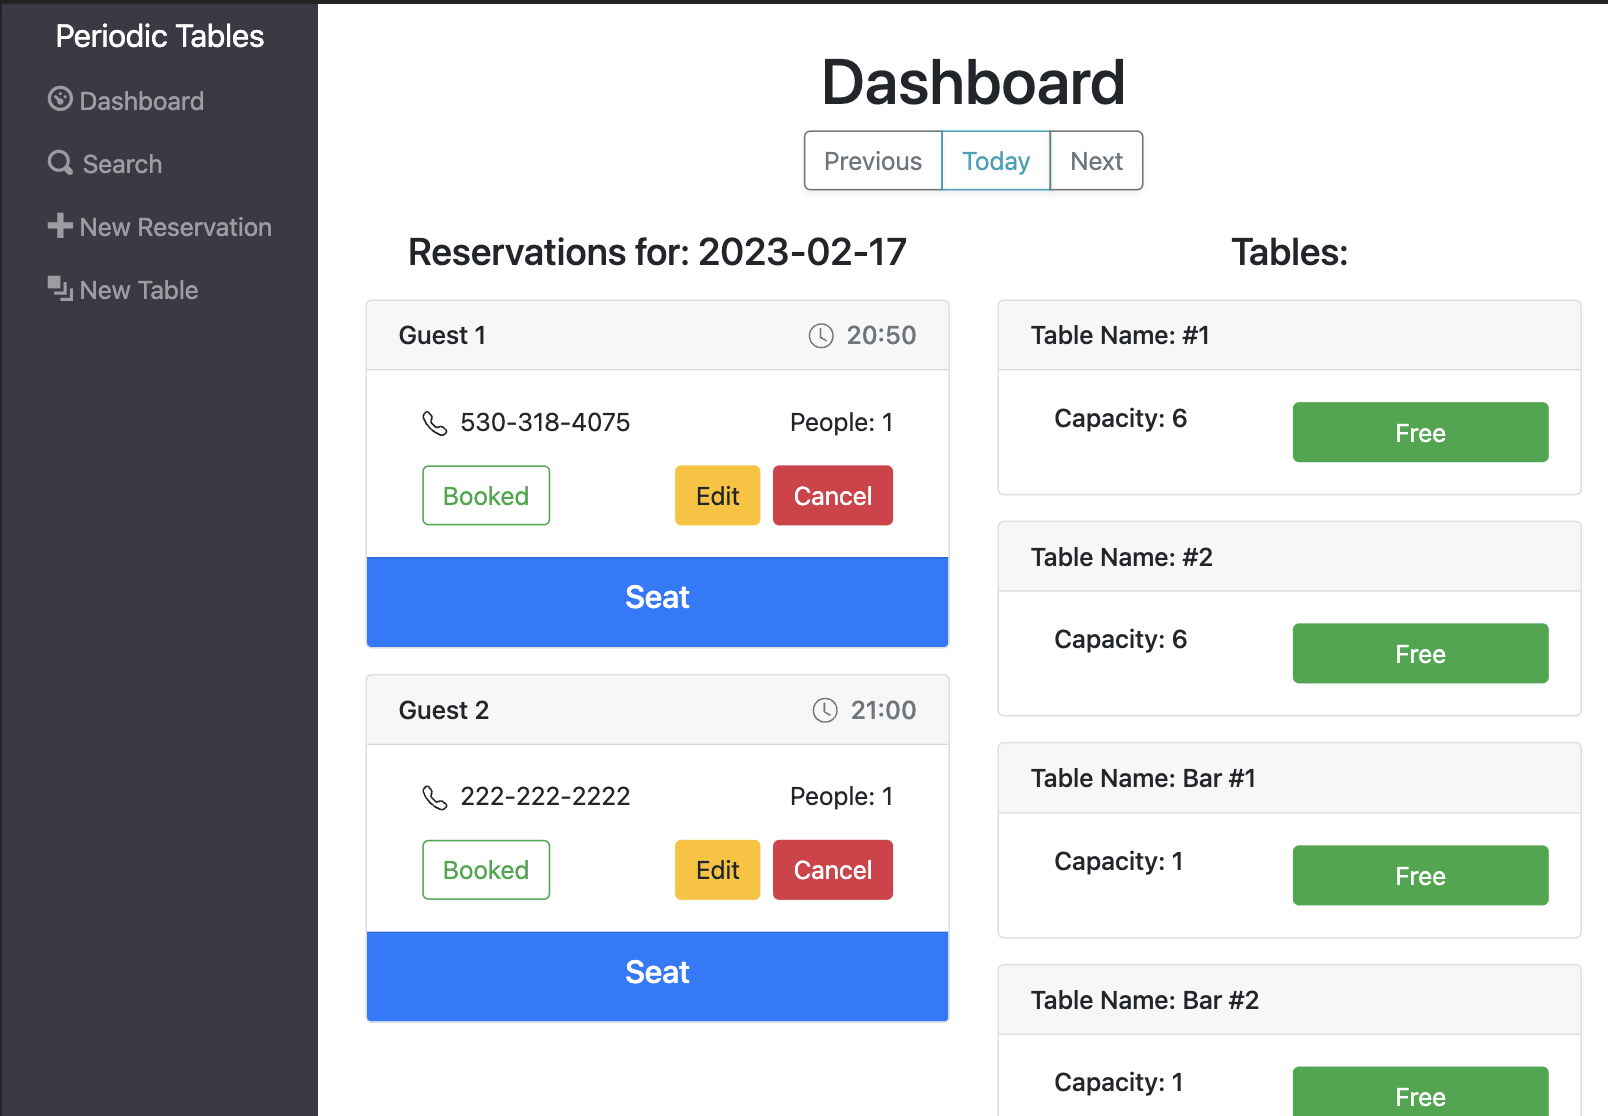 Periodic Tables
Dashboard
Search
New Reservation
New Table
Dashboard
Previous Today Next
Reservations for: 2023-02-17
Guest 1 20:50
530-318-4075 People: 1
Booked Edit Cancel
Seat
Guest 2 21:00
222-222-2222 People: 1
Booked Edit Cancel
Seat
Tables:
Table Name: #1
Capacity: 6 Free
Table Name: #2
Capacity: 6 Free
Table Name: Bar #1
Capacity: 1 Free
Table Name: Bar #2
Capacity: 1 Free